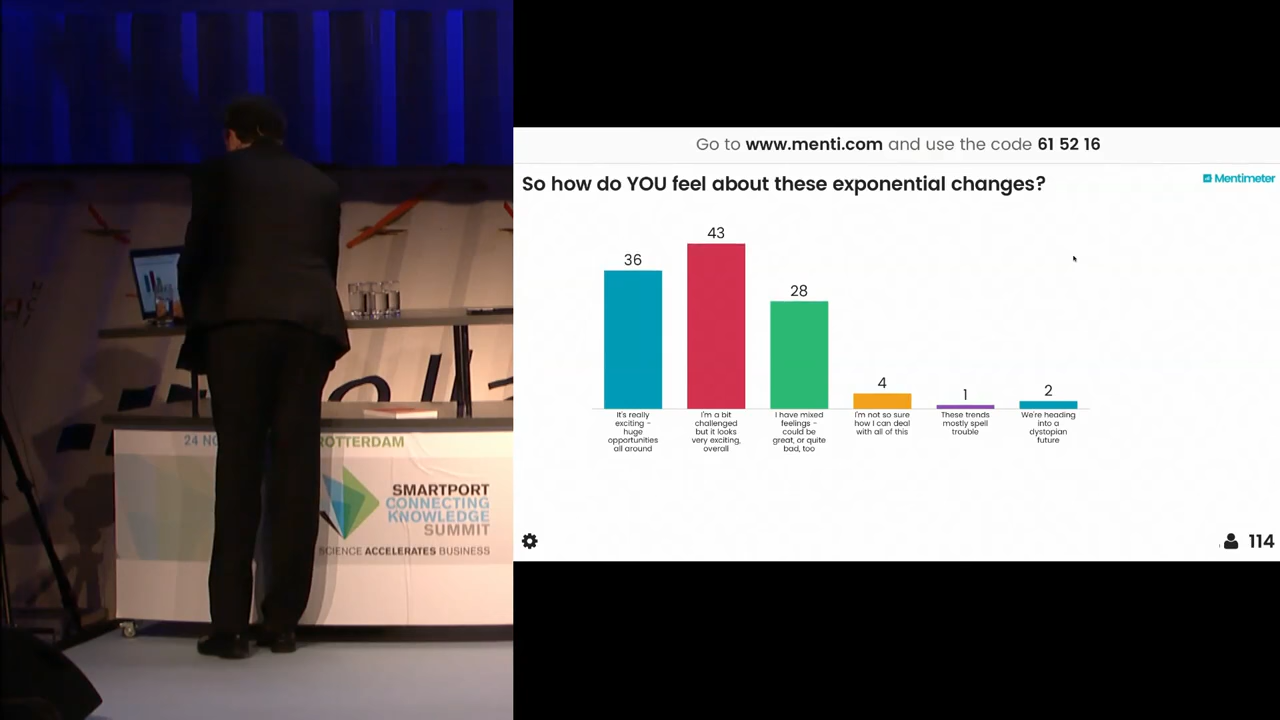 Go to www.menti.com and use the code 61 52 16
So how do YOU feel about these exponential changes?
Mentimeter
36
43
28
4
1
2
It's really
exciting -
huge
opportunities
all around
I'm a bit
challenged
but it looks
very exciting,
overall
I have mixed
feelings -
could be
great, or quite
bad, too
I'm not so sure
how I can deal
with all of this
These trends
mostly spell
trouble
We're heading
into a
dystopian
future
114
24 NO
ROTTERDAM
SMARTPORT
CONNECTING
KNOWLEDGE
SUMMIT
SCIENCE ACCELERATES BUSINESS